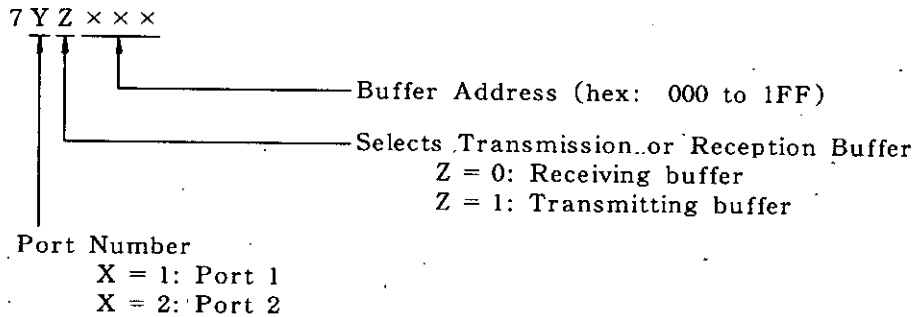 7 Y Z × × ×
Buffer Address (hex: 000 to 1FF)
Selects Transmission or Reception Buffer
Z = 0: Receiving buffer
Z = 1: Transmitting buffer
Port Number
X = 1: Port 1
X = 2: Port 2